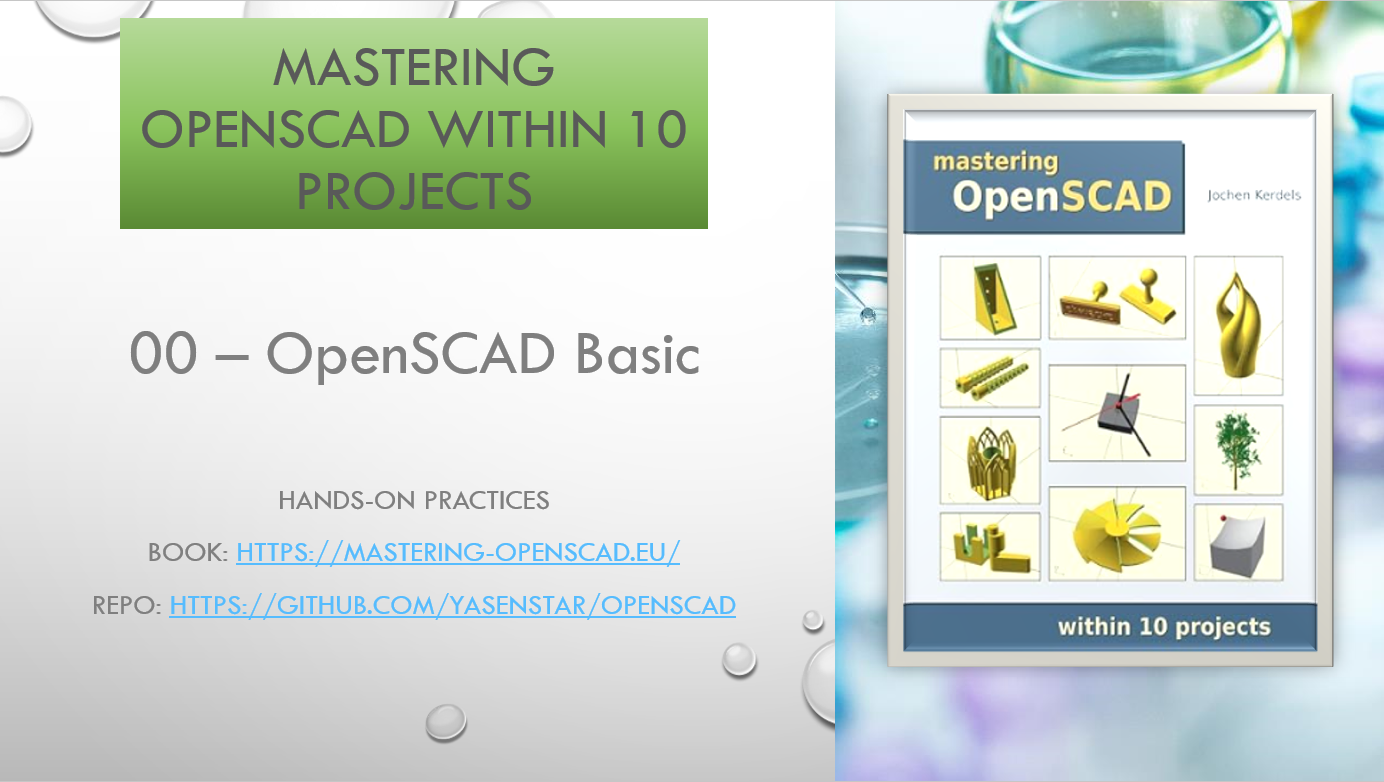 MASTERING
OPENSCAD WITHIN 10
PROJECTS
00 – OpenSCAD Basic
HANDS-ON PRACTICES
BOOK: HTTPS://MASTERING-OPENSCAD.EU/
REPO: HTTPS://GITHUB.COM/YASENSTAR/OPENSCAD
mastering
OpenSCAD
Jochen Kerdels
within 10 projects